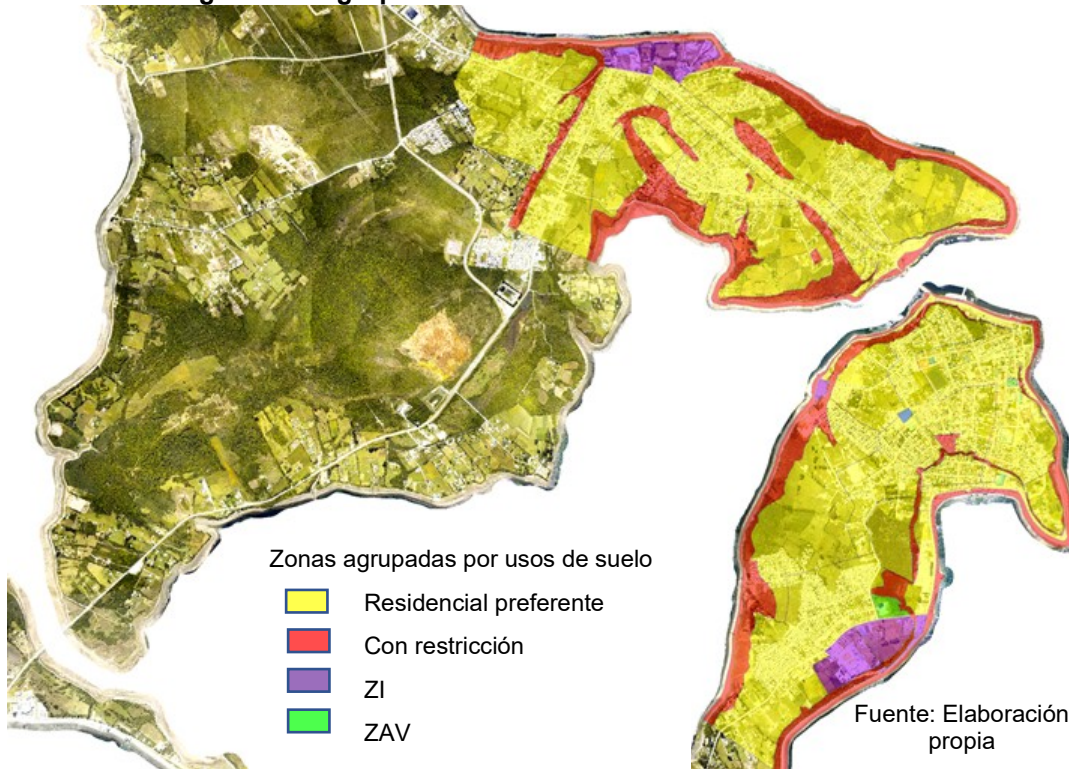 Zonas agrupadas por usos de suelo
Residencial preferente
Con restricción
ZI
ZAV
Fuente: Elaboración
propia